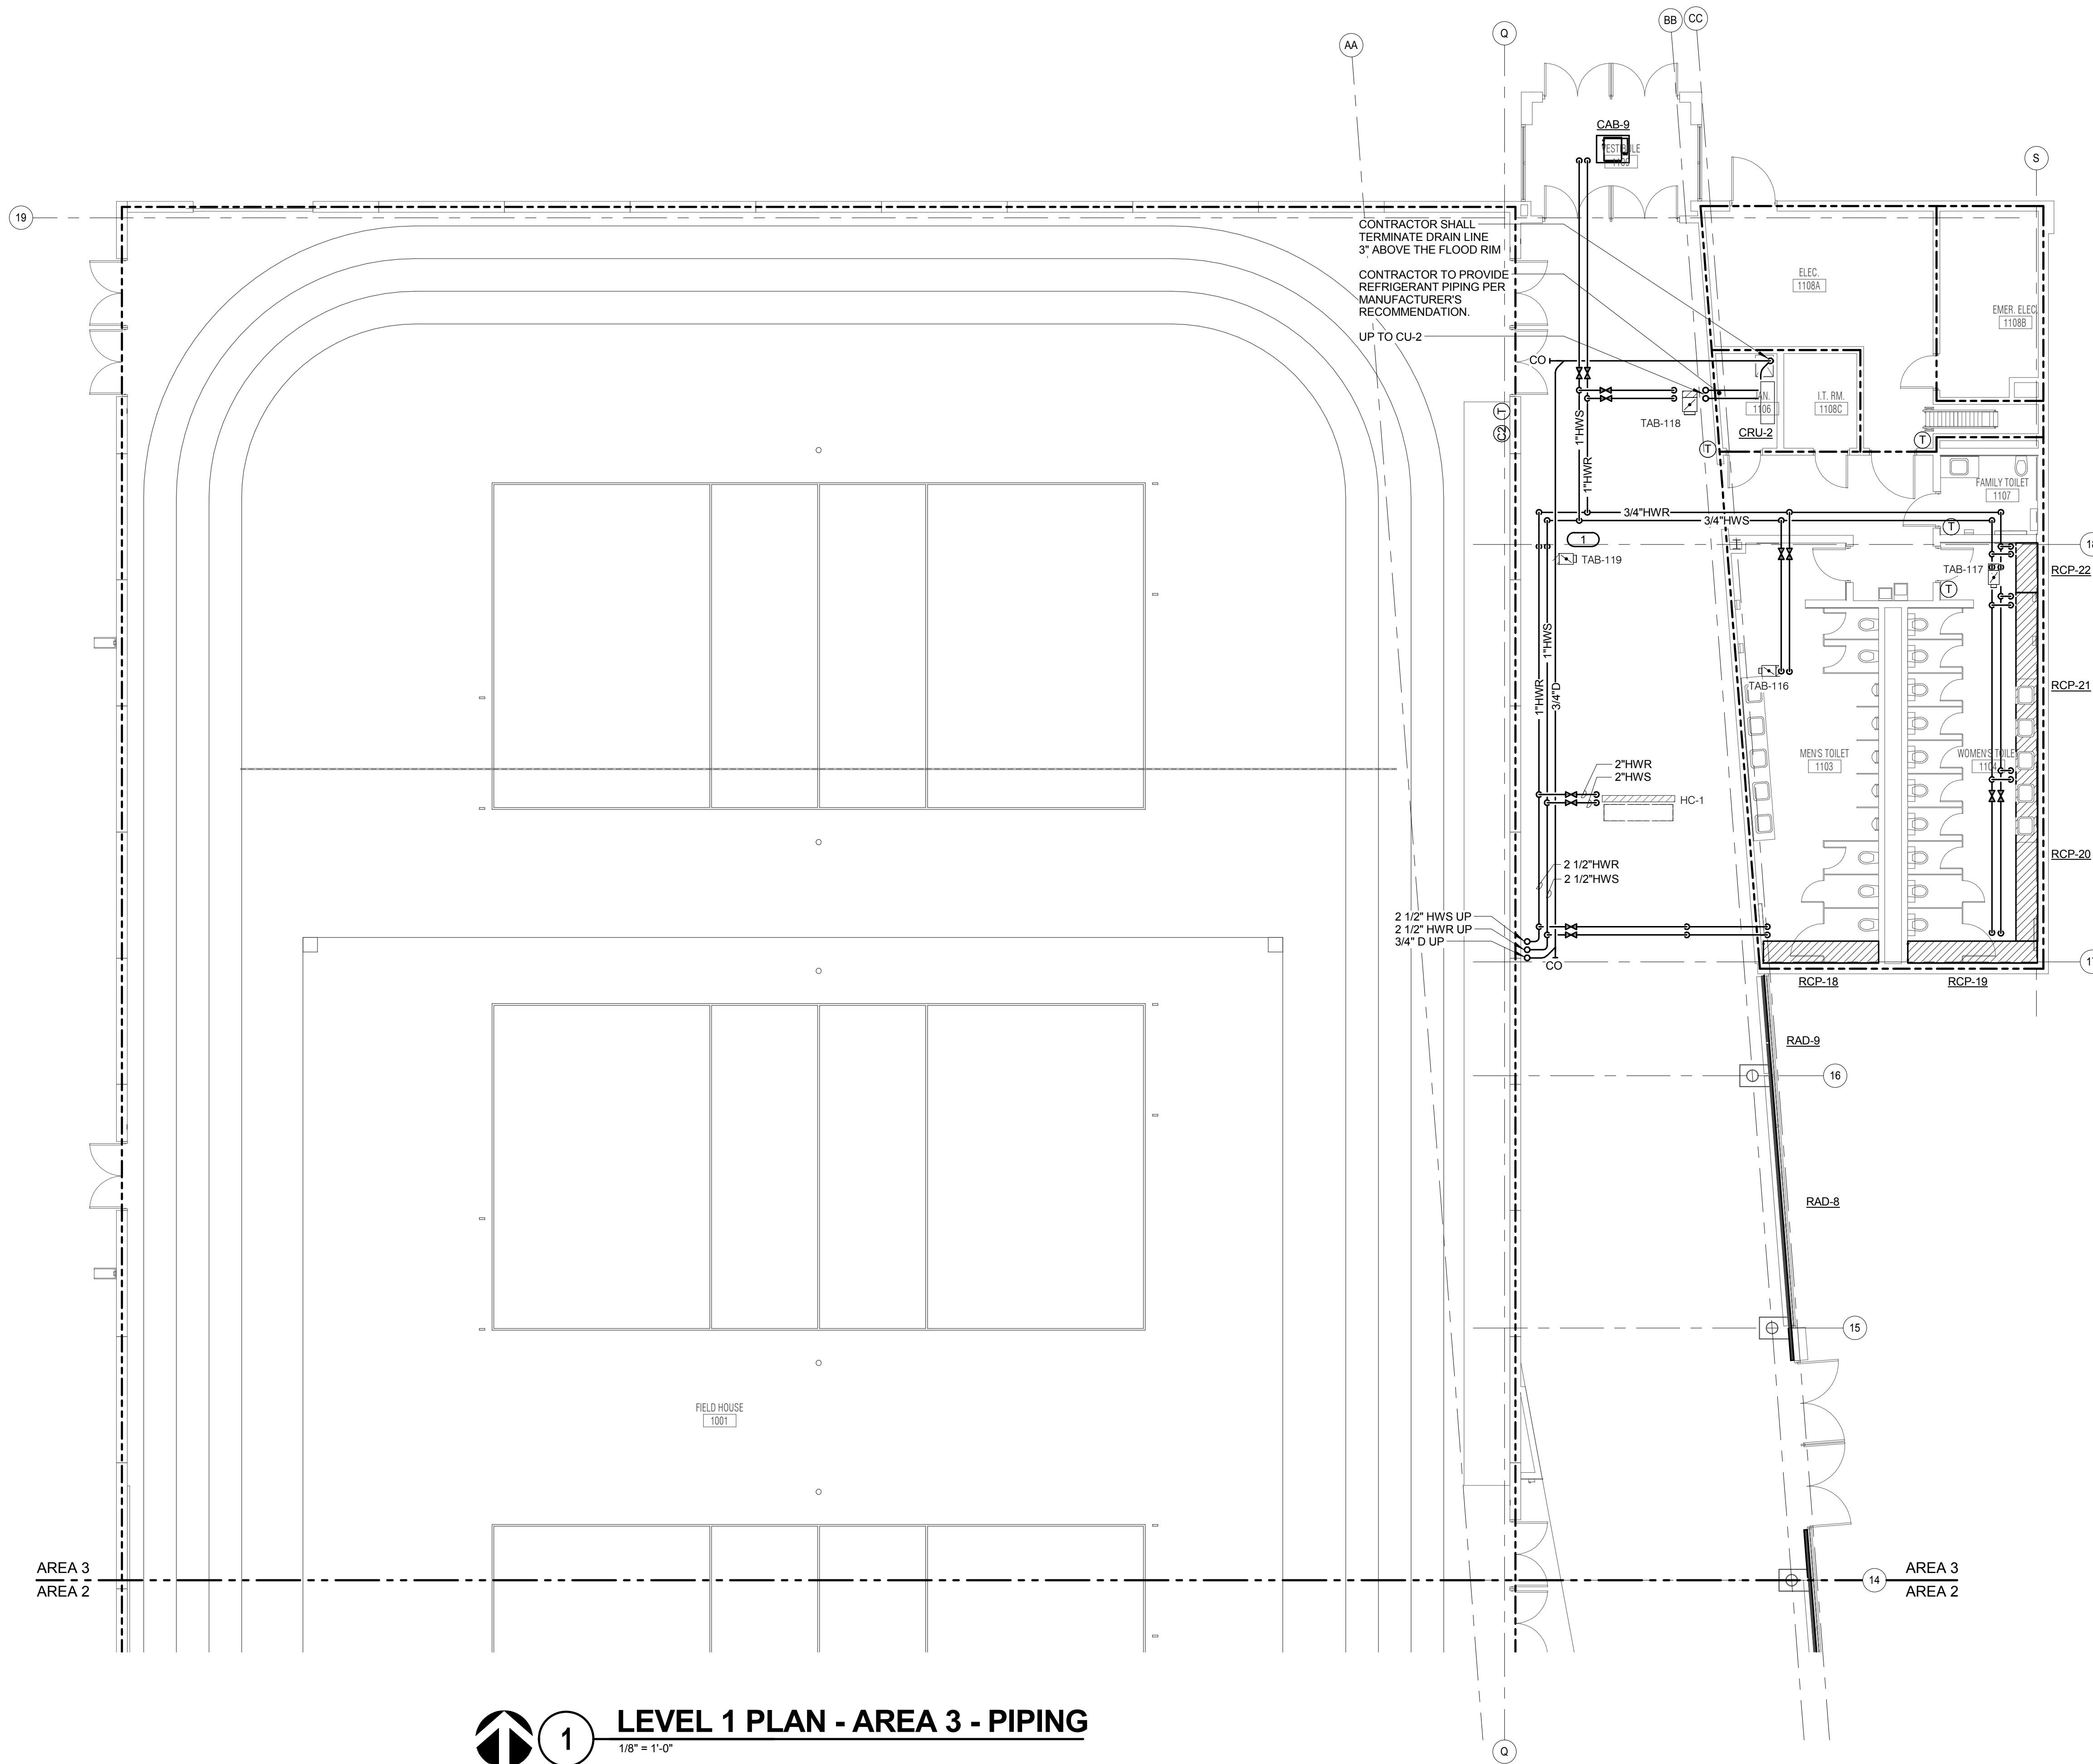 BB
CC
Q
AA
CAB-9
VESTIBULE
S
19
CONTRACTOR SHALL
TERMINATE DRAIN LINE
3" ABOVE THE FLOOD RIM
CONTRACTOR TO PROVIDE
REFRIGERANT PIPING PER
MANUFACTURER'S
RECOMMENDATION.
UP TO CU-2
ELEC.
1108A
EMER. ELEC.
1108B
CO
T
C2
1"HWS
1"HWR
TAB-118
JAN.
1106
CRU-2
I.T. RM.
1108C
T
T
FAMILY TOILET
1107
3/4"HWR
3/4"HWS
T
1
18
TAB-119
TAB-117
T
RCP-22
1"HWR
1"HWS
3/4"D
TAB-116
RCP-21
MEN'S TOILET
1103
WOMEN'S TOILET
1104
2"HWR
2"HWS
HC-1
RCP-20
2 1/2"HWR
2 1/2"HWS
2 1/2" HWS UP
2 1/2" HWR UP
3/4" D UP
CO
17
RCP-18
RCP-19
RAD-9
16
RAD-8
15
FIELD HOUSE
1001
AREA 3
AREA 2
14
AREA 3
AREA 2
1
LEVEL 1 PLAN - AREA 3 - PIPING
1/8" = 1'-0"
Q